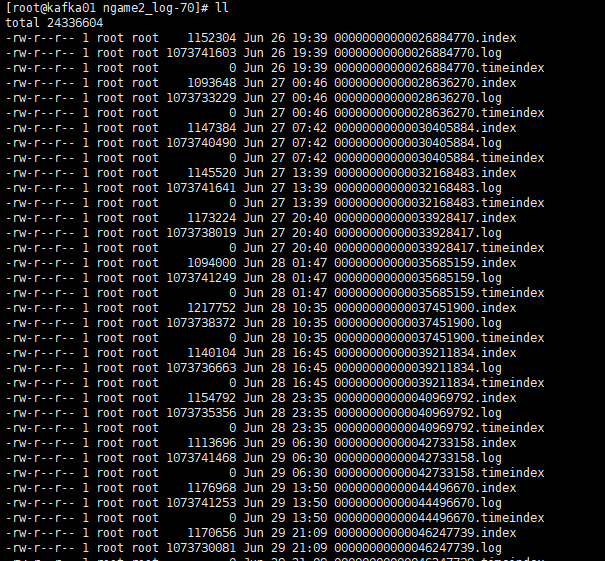 [root@kafka01 ngame2_log-70]# ll
total 24336604
-rw-r--r-- 1 root root    1152304 Jun 26 19:39 00000000000026884770.index
-rw-r--r-- 1 root root 1073741603 Jun 26 19:39 00000000000026884770.log
-rw-r--r-- 1 root root          0 Jun 26 19:39 00000000000026884770.timeindex
-rw-r--r-- 1 root root    1093648 Jun 27 00:46 00000000000028636270.index
-rw-r--r-- 1 root root 1073733229 Jun 27 00:46 00000000000028636270.log
-rw-r--r-- 1 root root          0 Jun 27 00:46 00000000000028636270.timeindex
-rw-r--r-- 1 root root    1147384 Jun 27 07:42 00000000000030405884.index
-rw-r--r-- 1 root root 1073740490 Jun 27 07:42 00000000000030405884.log
-rw-r--r-- 1 root root          0 Jun 27 07:42 00000000000030405884.timeindex
-rw-r--r-- 1 root root    1145520 Jun 27 13:39 00000000000032168483.index
-rw-r--r-- 1 root root 1073741641 Jun 27 13:39 00000000000032168483.log
-rw-r--r-- 1 root root          0 Jun 27 13:39 00000000000032168483.timeindex
-rw-r--r-- 1 root root    1173224 Jun 27 20:40 00000000000033928417.index
-rw-r--r-- 1 root root 1073738019 Jun 27 20:40 00000000000033928417.log
-rw-r--r-- 1 root root          0 Jun 27 20:40 00000000000033928417.timeindex
-rw-r--r-- 1 root root    1094000 Jun 28 01:47 00000000000035685159.index
-rw-r--r-- 1 root root 1073741249 Jun 28 01:47 00000000000035685159.log
-rw-r--r-- 1 root root          0 Jun 28 01:47 00000000000035685159.timeindex
-rw-r--r-- 1 root root    1217752 Jun 28 10:35 00000000000037451900.index
-rw-r--r-- 1 root root 1073738372 Jun 28 10:35 00000000000037451900.log
-rw-r--r-- 1 root root          0 Jun 28 10:35 00000000000037451900.timeindex
-rw-r--r-- 1 root root    1140104 Jun 28 16:45 00000000000039211834.index
-rw-r--r-- 1 root root 1073736663 Jun 28 16:45 00000000000039211834.log
-rw-r--r-- 1 root root          0 Jun 28 16:45 00000000000039211834.timeindex
-rw-r--r-- 1 root root    1154792 Jun 28 23:35 00000000000040969792.index
-rw-r--r-- 1 root root 1073735356 Jun 28 23:35 00000000000040969792.log
-rw-r--r-- 1 root root          0 Jun 28 23:35 00000000000040969792.timeindex
-rw-r--r-- 1 root root    1113696 Jun 29 06:30 00000000000042733158.index
-rw-r--r-- 1 root root 1073741468 Jun 29 06:30 00000000000042733158.log
-rw-r--r-- 1 root root          0 Jun 29 06:30 00000000000042733158.timeindex
-rw-r--r-- 1 root root    1176968 Jun 29 13:50 00000000000044496670.index
-rw-r--r-- 1 root root 1073741253 Jun 29 13:50 00000000000044496670.log
-rw-r--r-- 1 root root          0 Jun 29 13:50 00000000000044496670.timeindex
-rw-r--r-- 1 root root    1170656 Jun 29 21:09 00000000000046247739.index
-rw-r--r-- 1 root root 1073730081 Jun 29 21:09 00000000000046247739.log